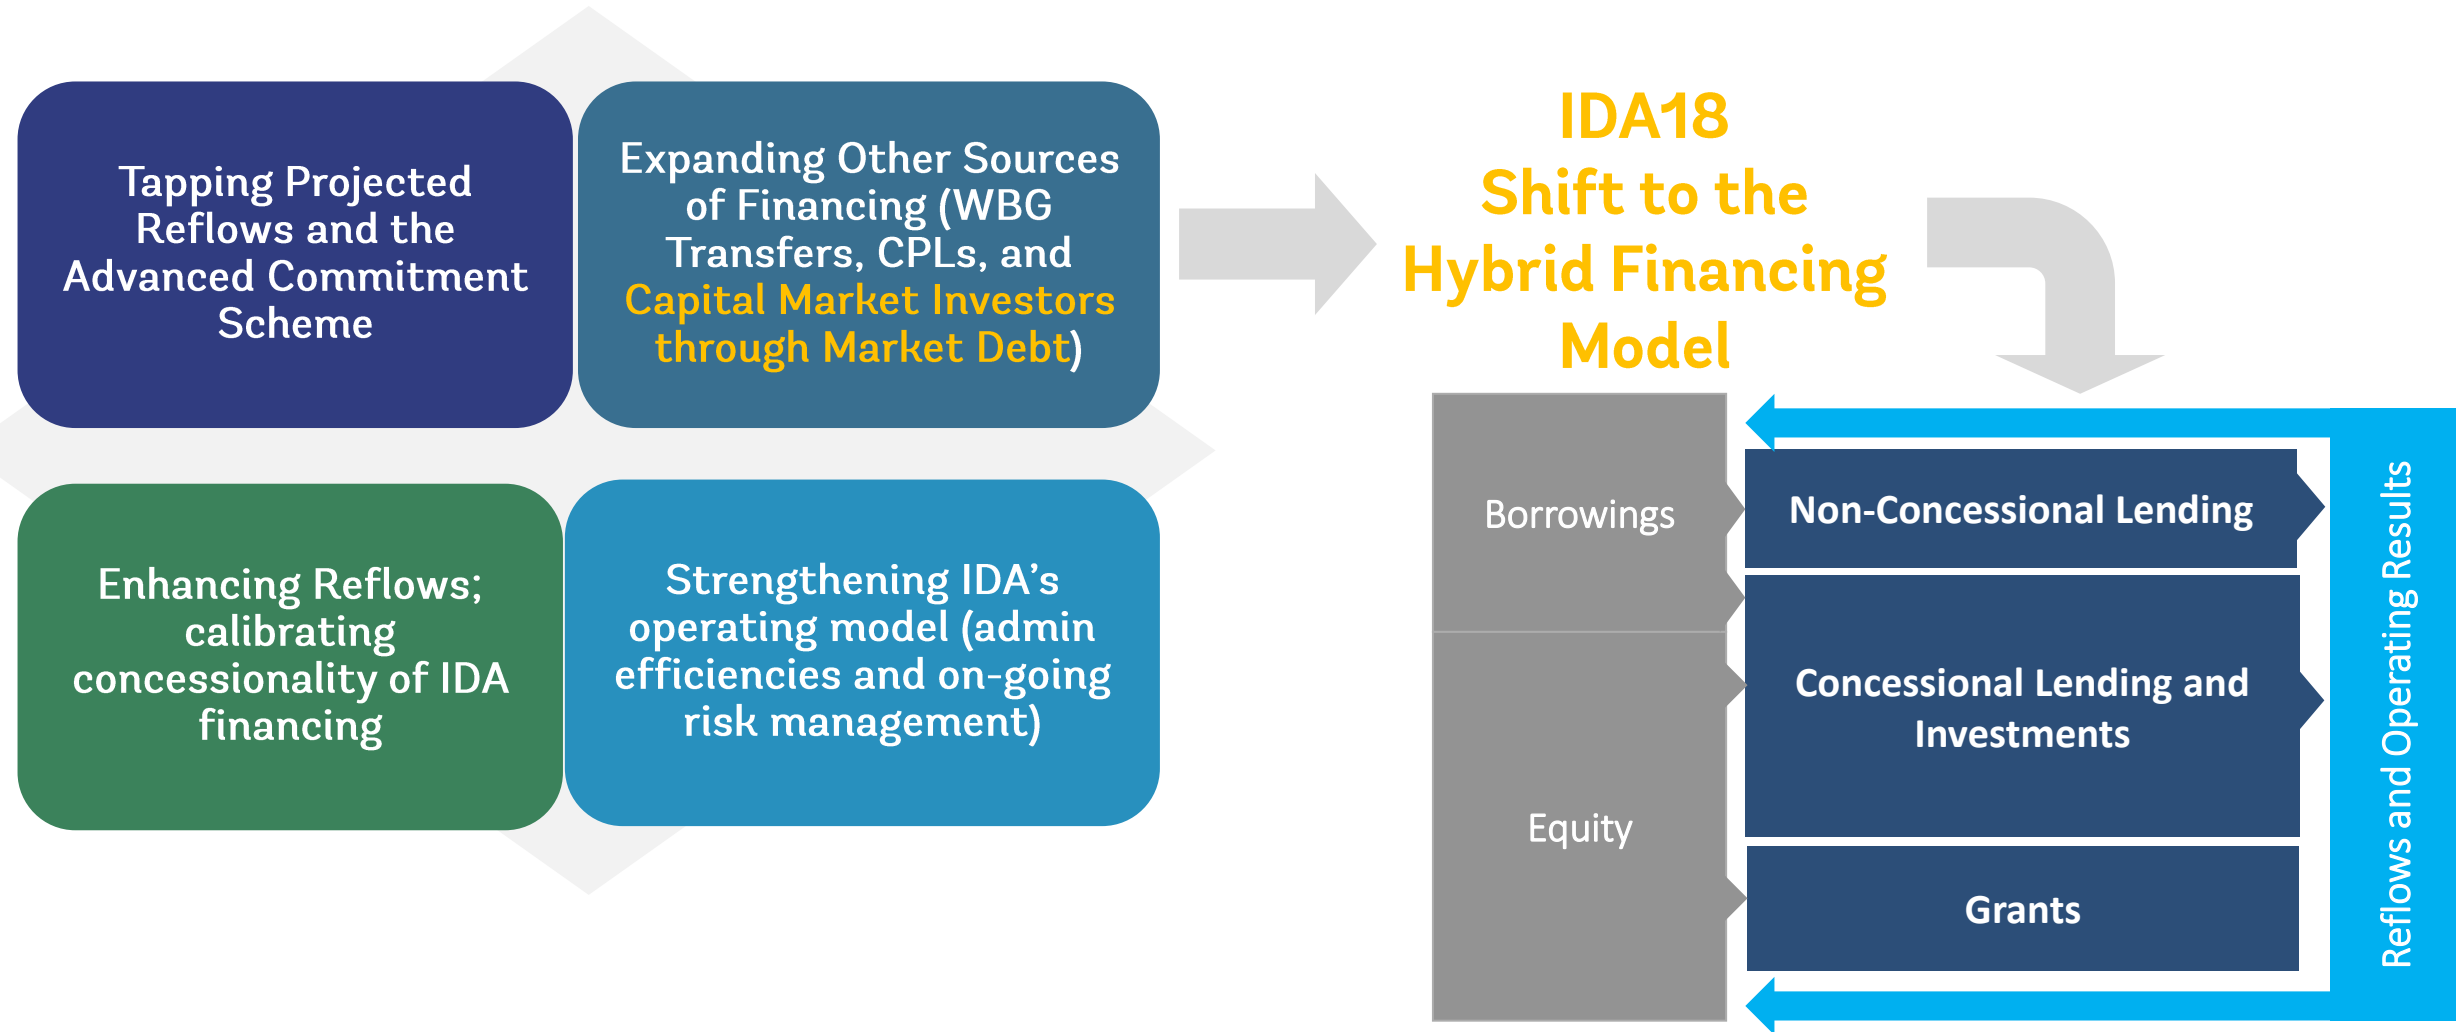 Tapping Projected
Reflows and the
Advanced Commitment
Scheme
Expanding Other Sources
of Financing (WBG
Transfers, CPLs, and
Capital Market Investors
through Market Debt)
Enhancing Reflows;
calibrating
concessionality of IDA
financing
Strengthening IDA’s
operating model (admin
efficiencies and on-going
risk management)
IDA18
Shift to the
Hybrid Financing
Model
Borrowings
Equity
Non-Concessional Lending
Concessional Lending and
Investments
Grants
Reflows and Operating Results